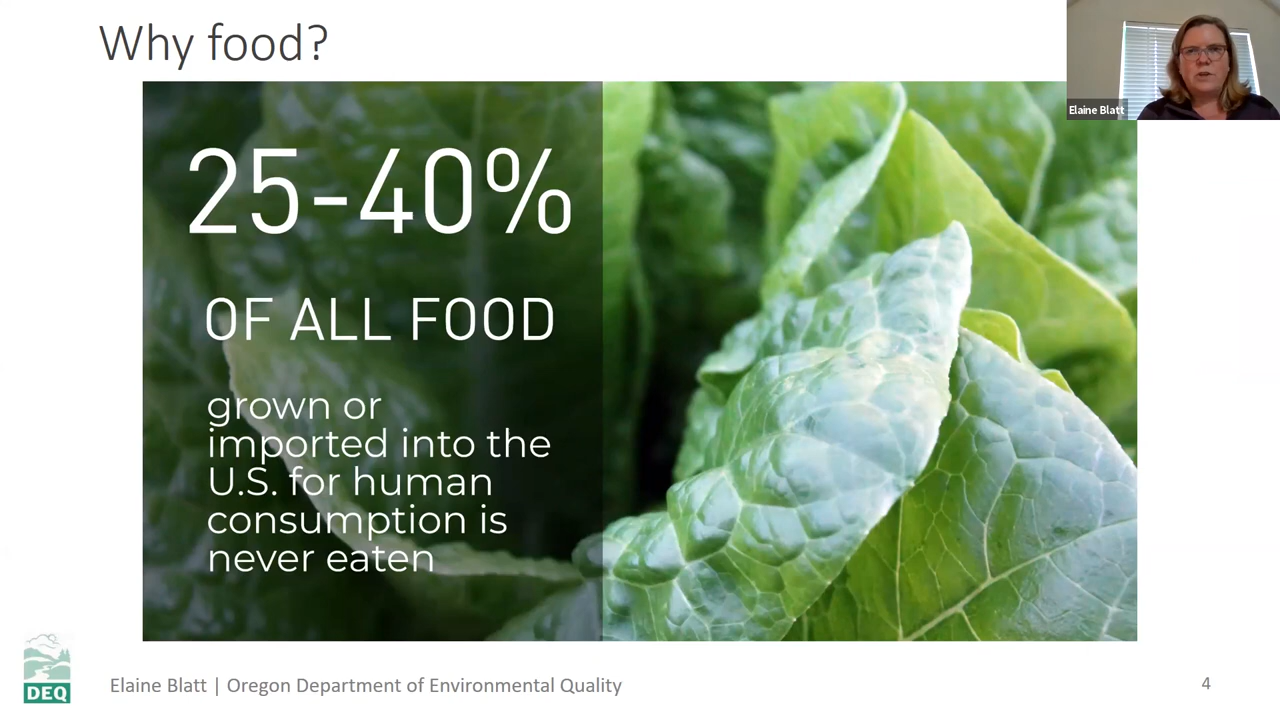 Why food?
Elaine Blatt
25-40%
OF ALL FOOD
grown or
imported into the
U.S. for human
consumption is
never eaten
DEQ
Elaine Blatt | Oregon Department of Environmental Quality
4